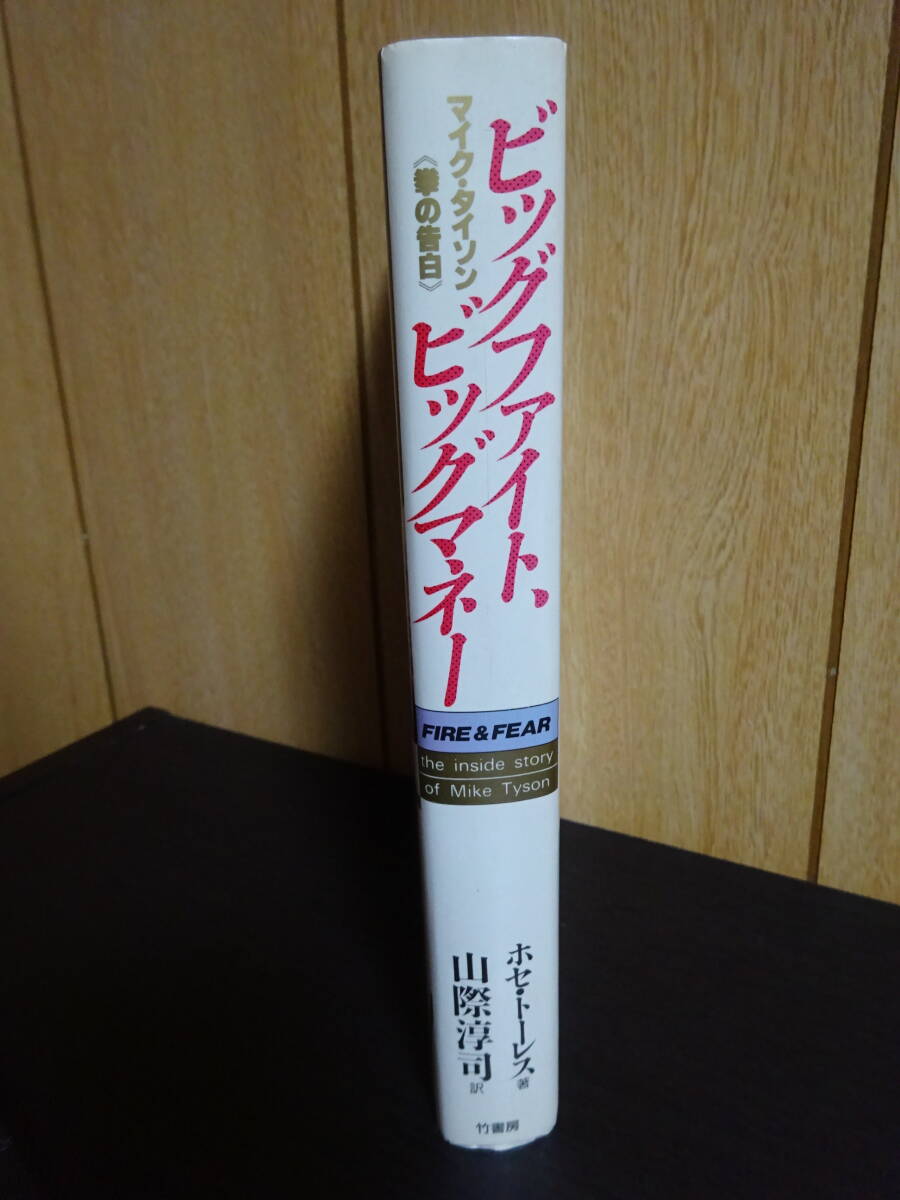 ビッグファイト、
ビッグマネー
マイク・タイソン
《拳の告白》
FIRE & FEAR
the inside story
of Mike Tyson
ホセ・トーレス 著
山際淳司 訳
竹書房